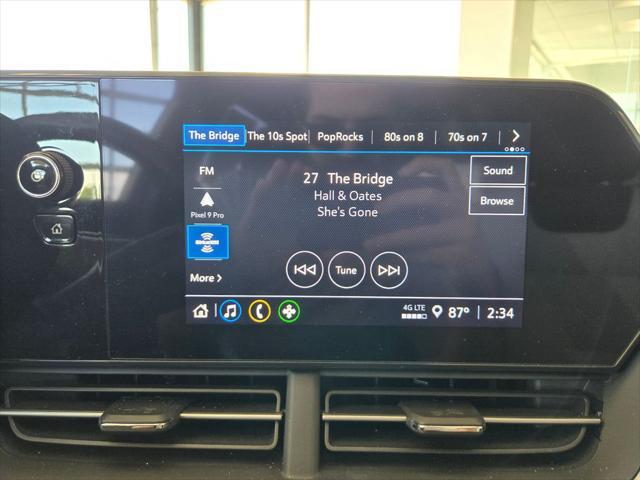 The Bridge The 10s Spot PopRocks 80s on 8 70s on 7
FM
27 The Bridge
Sound
Hall & Oates
Pixel 9 Pro
She's Gone
Browse
SiriusXM
More
Tune
4G LTE
87° 2:34